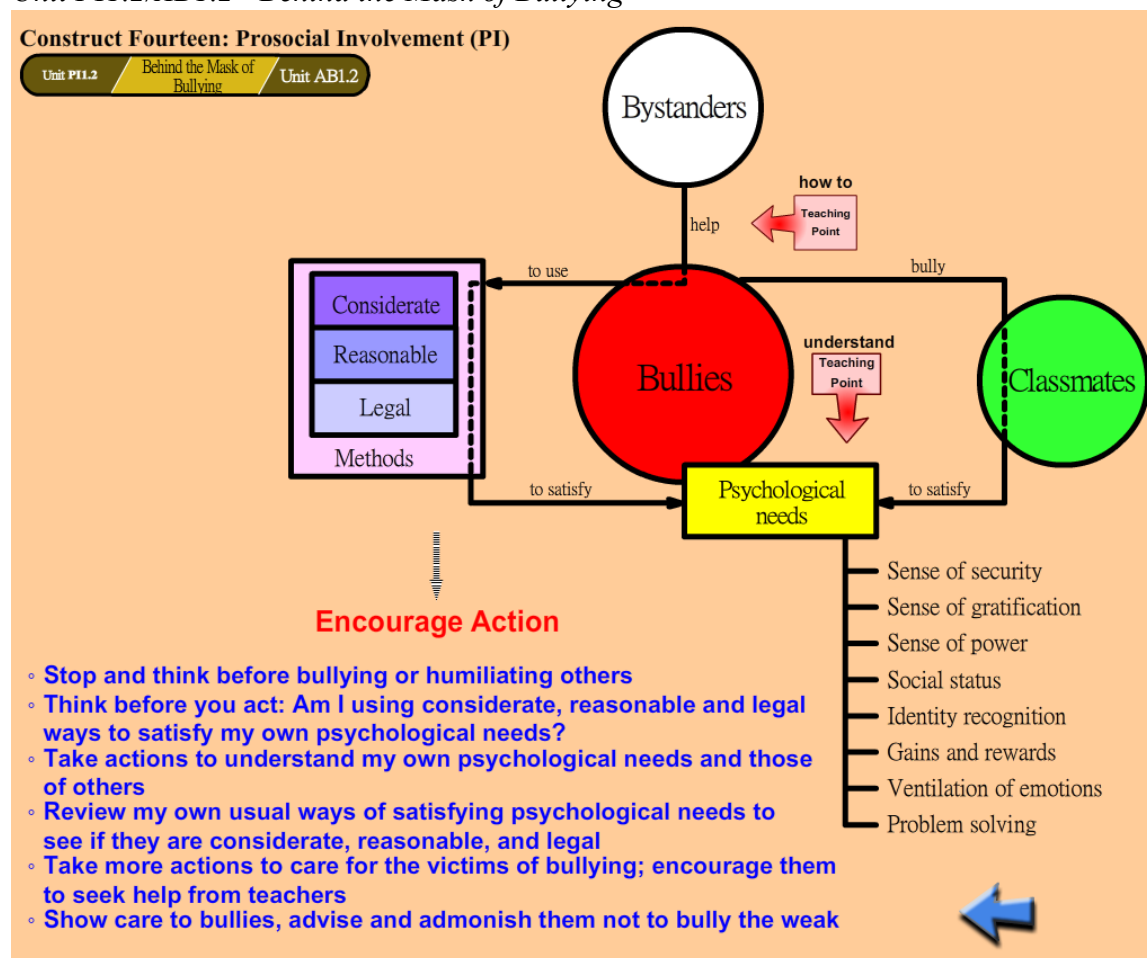 Construct Fourteen: Prosocial Involvement (PI)
Unit PI1.2
Behind the Mask of
Bullying
Unit AB1.2
Bystanders
how to
Teaching
Point
help
to use
bully
Considerate
Reasonable
Legal
Methods
Bullies
understand
Teaching
Point
Classmates
to satisfy
Psychological
needs
to satisfy
Sense of security
Sense of gratification
Sense of power
Social status
Identity recognition
Gains and rewards
Ventilation of emotions
Problem solving
Encourage Action
◦ Stop and think before bullying or humiliating others
◦ Think before you act: Am I using considerate, reasonable and legal
ways to satisfy my own psychological needs?
◦ Take actions to understand my own psychological needs and those
of others
◦ Review my own usual ways of satisfying psychological needs to
see if they are considerate, reasonable, and legal
◦ Take more actions to care for the victims of bullying; encourage them
to seek help from teachers
◦ Show care to bullies, advise and admonish them not to bully the weak